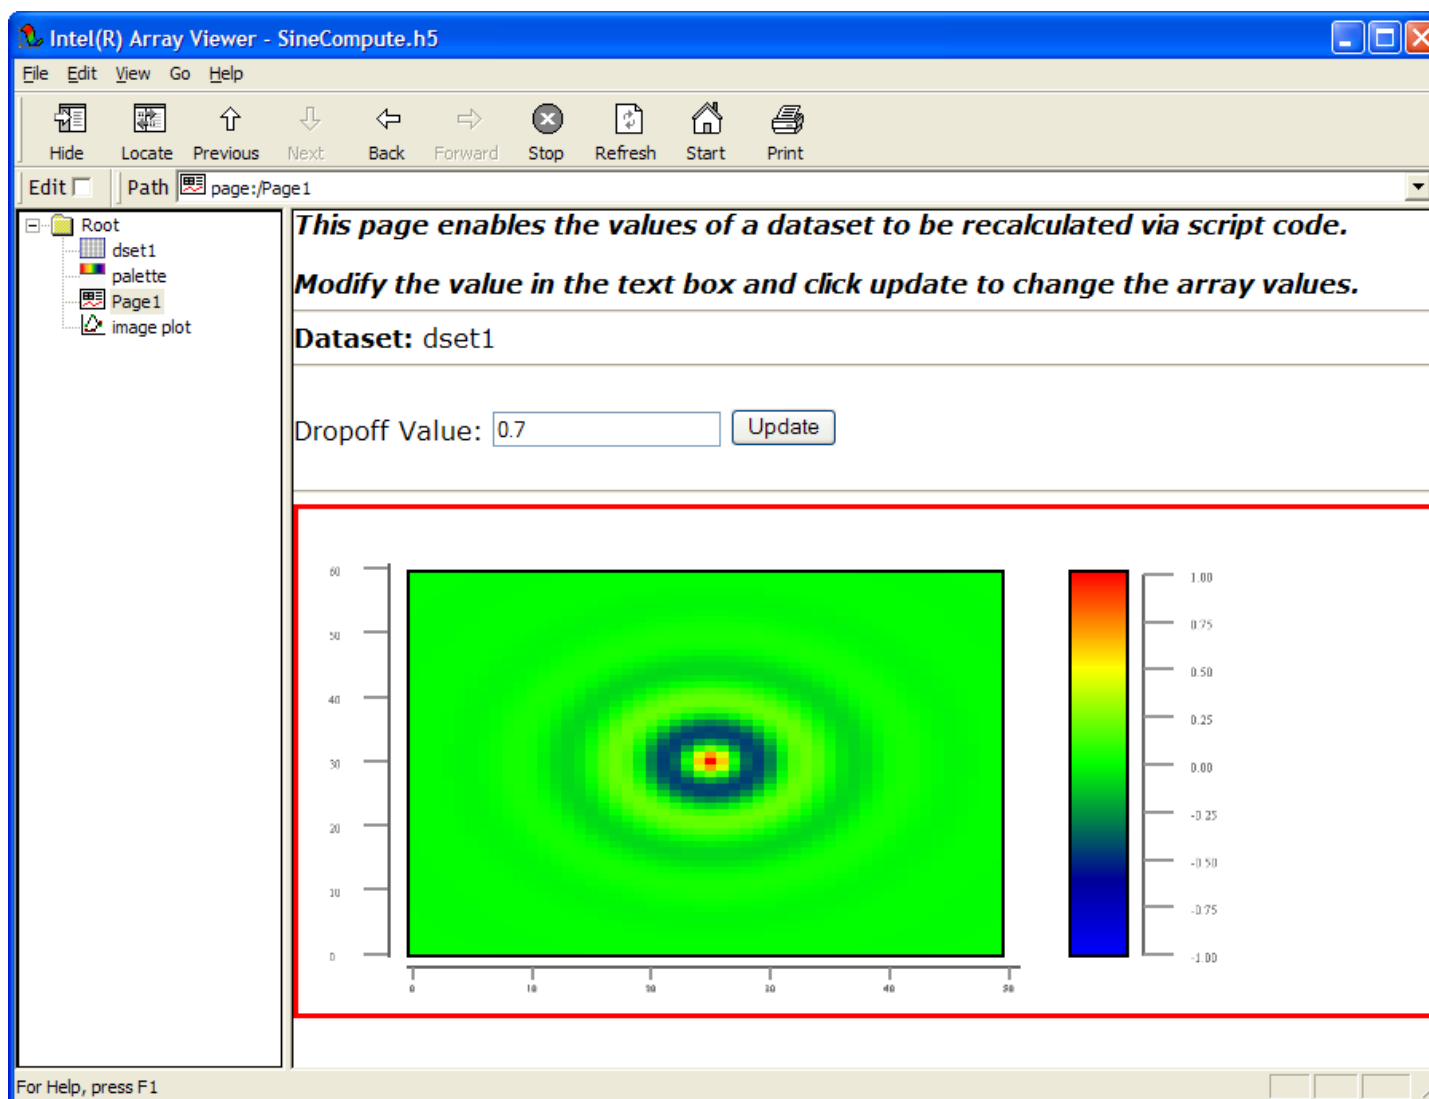 Intel(R) Array Viewer - SineCompute.h5
File Edit View Go Help
Hide Locate Previous Next Back Forward Stop Refresh Start Print
Edit Path page:/Page1
Root
dset1
palette
Page1
image plot
This page enables the values of a dataset to be recalculated via script code.
Modify the value in the text box and click update to change the array values.
Dataset: dset1
Dropoff Value: 0.7 Update
60
50
40
30
20
10
0
0 10 20 30 40 50
1.00
0.75
0.50
0.25
0.00
-0.25
-0.50
-0.75
-1.00
For Help, press F1